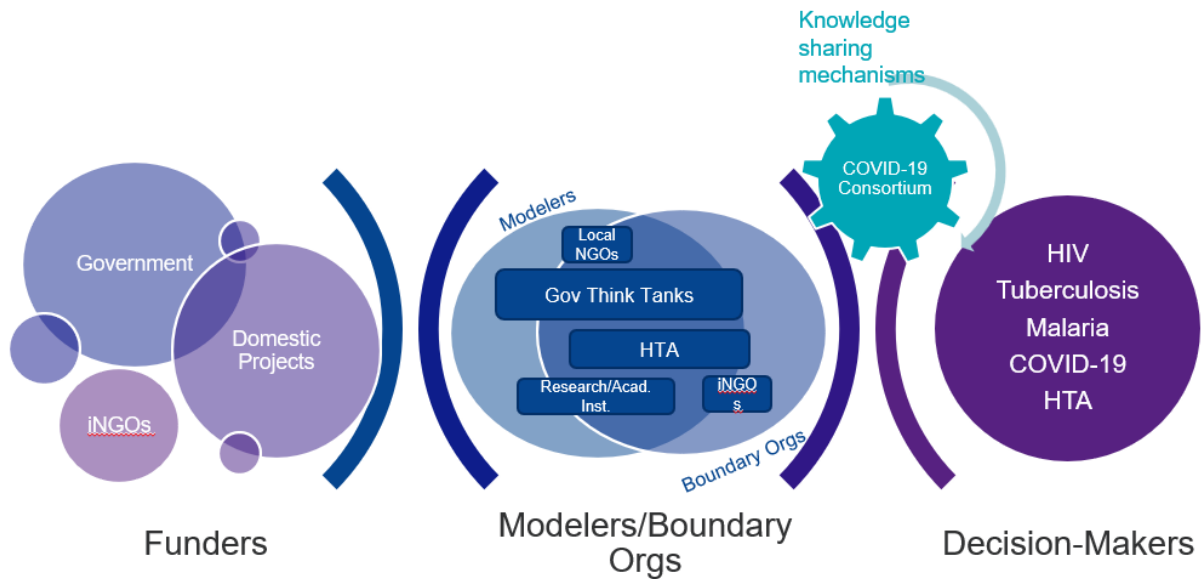 Knowledge
sharing
mechanisms
COVID-19
Consortium
Government
Domestic
Projects
iNGOs
Modelers
Local
NGOs
Gov Think Tanks
HTA
Research/Acad.
Inst.
iNGO
s
Boundary Orgs
HIV
Tuberculosis
Malaria
COVID-19
HTA
Funders
Modelers/Boundary
Orgs
Decision-Makers